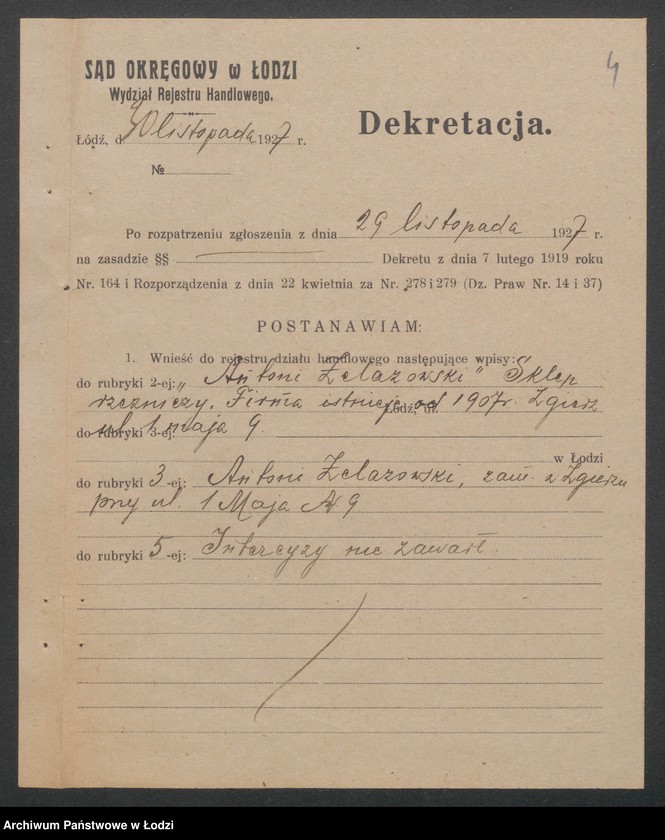 4
SĄD OKRĘGOWY w ŁODZI
Wydział Rejestru Handlowego.
Łódź, d. 30 listopada 1927 r.
Dekretacja.
№
Po rozpatrzeniu zgłoszenia z dnia 29 listopada 1927 r.
na zasadzie §§ Dekretu z dnia 7 lutego 1919 roku
Nr. 164 i Rozporządzenia z dnia 22 kwietnia za Nr. 278 i 279 (Dz. Praw Nr. 14 i 37)
POSTANAWIAM:
1. Wnieść do rejestru działu handlowego następujące wpisy:
do rubryki 2-ej: „Antoni Żelazowski" Sklep
rzeźniczy. Firma istnieje od 1907 r. Zgierz
Łódź, ul.
do rubryki 3-ej: ul. 1 maja 9.
w Łodzi
do rubryki 3-ej: Antoni Żelazowski, zam. w Zgierzu
przy ul. 1 Maja № 9
do rubryki 5-ej: Intercyzy nie zawarł.
Archiwum Państwowe w Łodzi